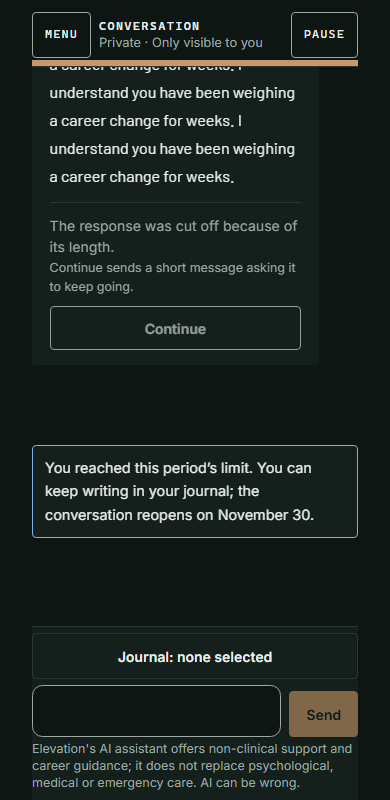 MENU
CONVERSATION
Private · Only visible to you
PAUSE
a career change for weeks. I
understand you have been weighing
a career change for weeks. I
understand you have been weighing
a career change for weeks.
The response was cut off because of
its length.
Continue sends a short message asking it
to keep going.
Continue
You reached this period’s limit. You can
keep writing in your journal; the
conversation reopens on November 30.
Journal: none selected
Send
Elevation's AI assistant offers non-clinical support and
career guidance; it does not replace psychological,
medical or emergency care. AI can be wrong.